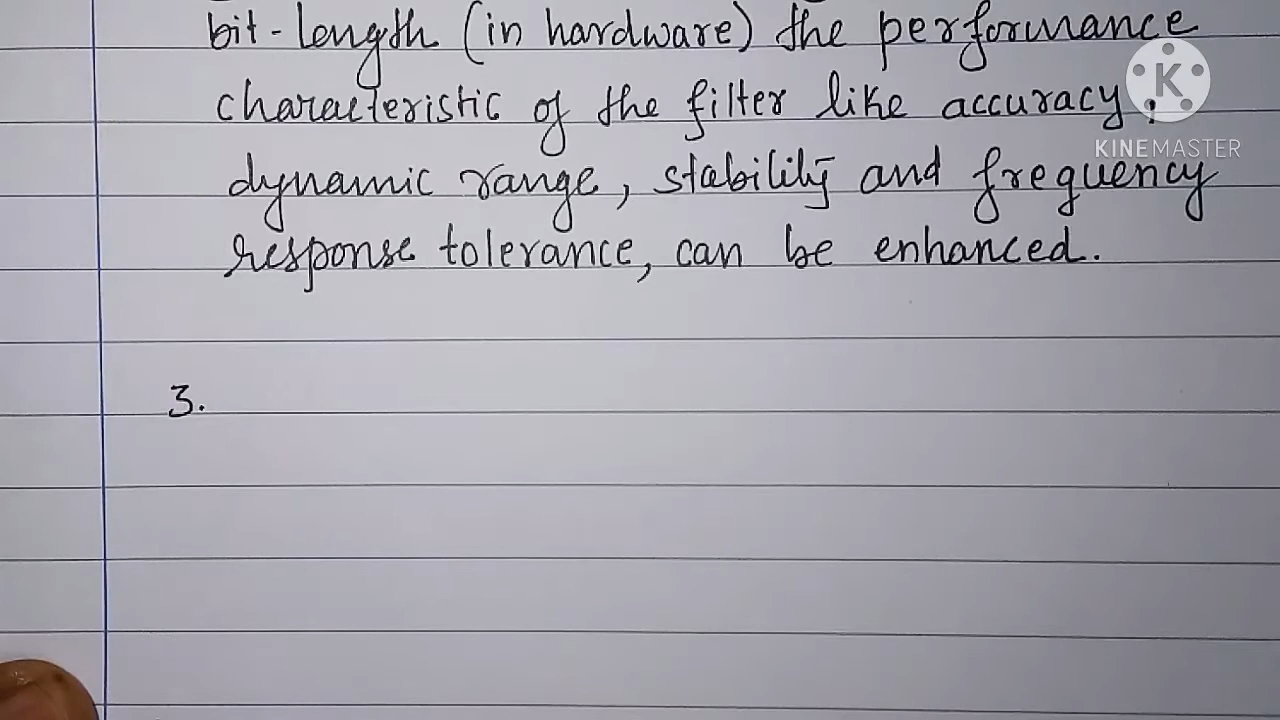 bit-length (in hardware) the performance
characteristic of the filter like accuracy,
dynamic range, stability and frequency
response tolerance, can be enhanced.
3.
K
KINEMASTER